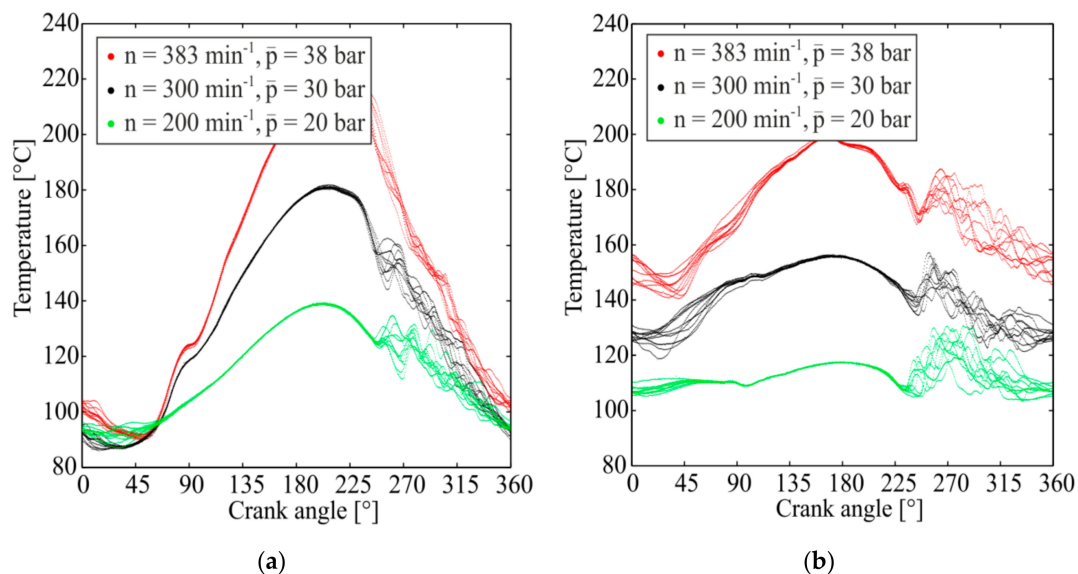 240
220
200
180
160
140
120
100
80
Temperature [°C]
n = 383 min⁻¹, p̄ = 38 bar
n = 300 min⁻¹, p̄ = 30 bar
n = 200 min⁻¹, p̄ = 20 bar
0 45 90 135 180 225 270 315 360
Crank angle [°]
(a)
240
220
200
180
160
140
120
100
80
Temperature [°C]
n = 383 min⁻¹, p̄ = 38 bar
n = 300 min⁻¹, p̄ = 30 bar
n = 200 min⁻¹, p̄ = 20 bar
0 45 90 135 180 225 270 315 360
Crank angle [°]
(b)